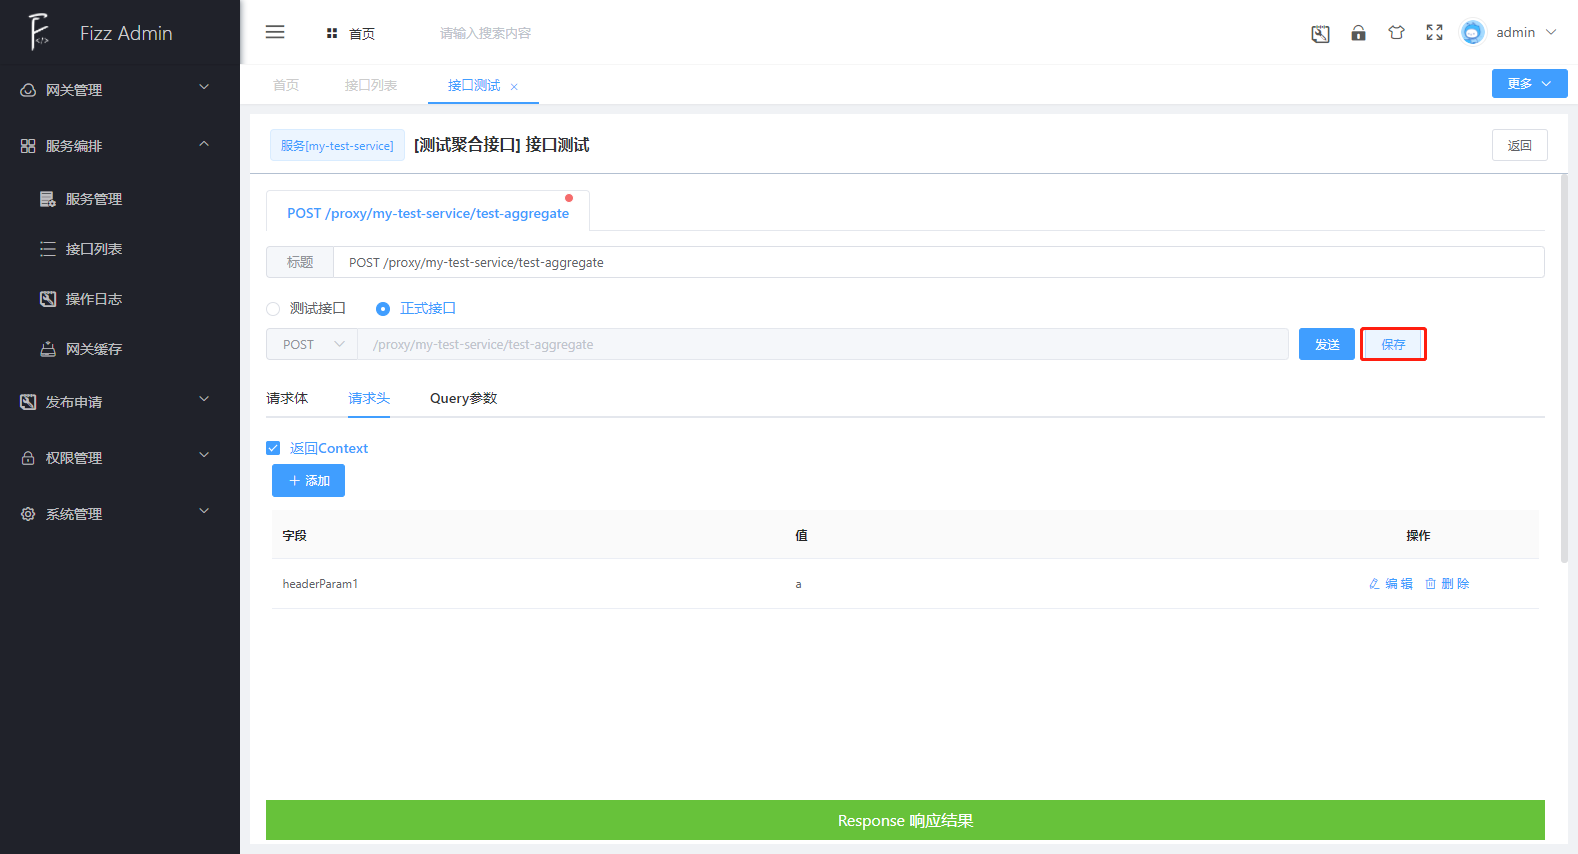 Fizz Admin
首页
请输入搜索内容
admin
首页
接口列表
接口测试
更多
网关管理
服务编排
服务管理
接口列表
操作日志
网关缓存
发布申请
权限管理
系统管理
服务[my-test-service]
[测试聚合接口] 接口测试
返回
POST /proxy/my-test-service/test-aggregate
标题
POST /proxy/my-test-service/test-aggregate
测试接口
正式接口
POST
/proxy/my-test-service/test-aggregate
发送
保存
请求体
请求头
Query参数
返回Context
添加
字段
值
操作
headerParam1
a
编辑
删除
Response 响应结果